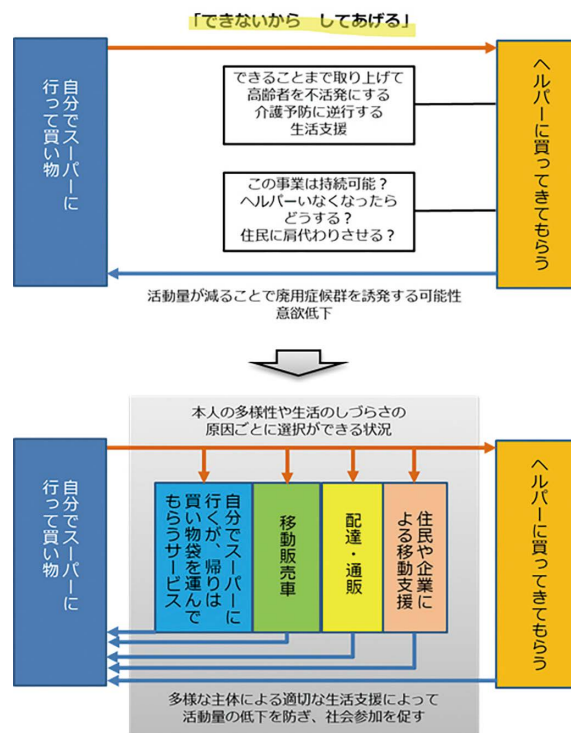 「できないから　してあげる」
自分でスーパーに
行って買い物
できることまで取り上げて
高齢者を不活発にする
介護予防に逆行する
生活支援
この事業は持続可能？
ヘルパーいなくなったら
どうする？
住民に肩代わりさせる？
ヘルパーに買ってきてもらう
活動量が減ることで廃用症候群を誘発する可能性
意欲低下
本人の多様性や生活のしづらさの
原因ごとに選択ができる状況
自分でスーパーに
行って買い物
自分でスーパーに
行くが、帰りは
買い物袋を運んで
もらうサービス
移動販売車
配達・通販
住民や企業に
よる移動支援
ヘルパーに買ってきてもらう
多様な主体による適切な生活支援によって
活動量の低下を防ぎ、社会参加を促す